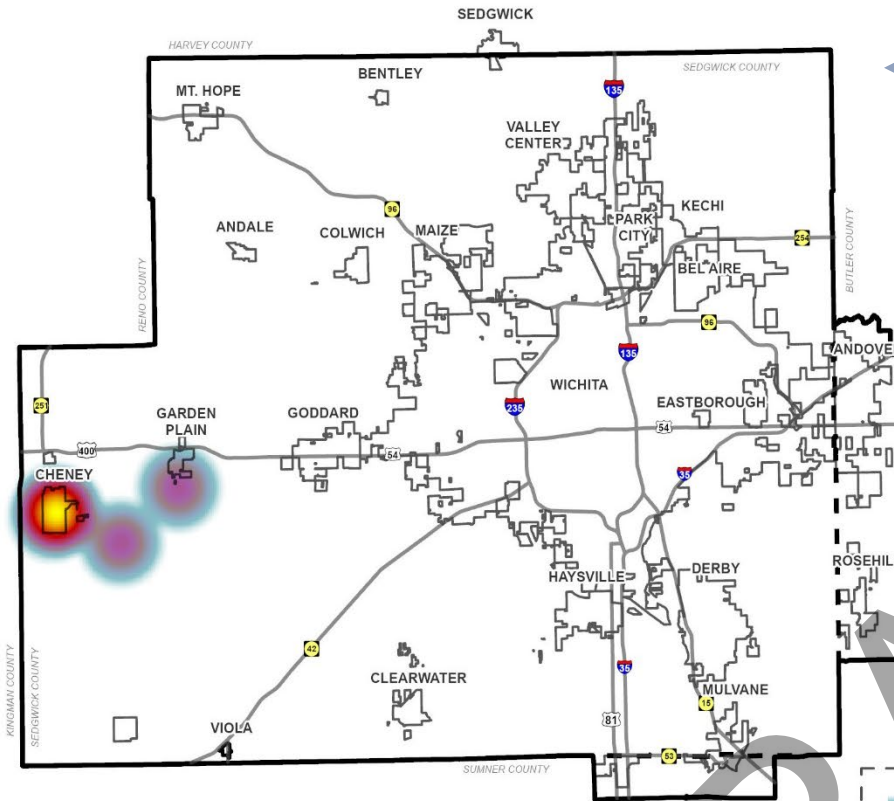 SEDGWICK
HARVEY COUNTY
SEDGWICK COUNTY
BENTLEY
MT. HOPE
135
VALLEY
CENTER
96
KECHI
PARK
CITY
ANDALE
COLWICH
MAIZE
254
BEL AIRE
RENO COUNTY
BUTLER COUNTY
96
135
ANDOVE
WICHITA
EASTBOROUGH
251
GARDEN
PLAIN
GODDARD
235
400
54
54
CHENEY
35
HAYSVILLE
DERBY
ROSEHIL
42
35
CLEARWATER
MULVANE
KINGMAN COUNTY
SEDGWICK COUNTY
VIOLA
81
15
53
SUMNER COUNTY